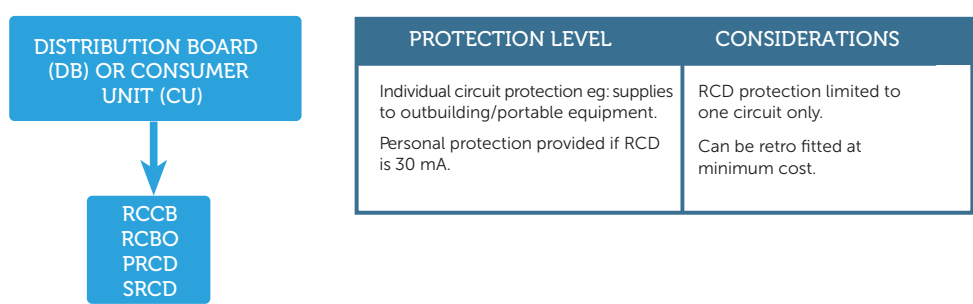 DISTRIBUTION BOARD
(DB) OR CONSUMER
UNIT (CU)
RCCB
RCBO
PRCD
SRCD
PROTECTION LEVEL
CONSIDERATIONS
Individual circuit protection eg: supplies
to outbuilding/portable equipment.
Personal protection provided if RCD
is 30 mA.
RCD protection limited to
one circuit only.
Can be retro fitted at
minimum cost.